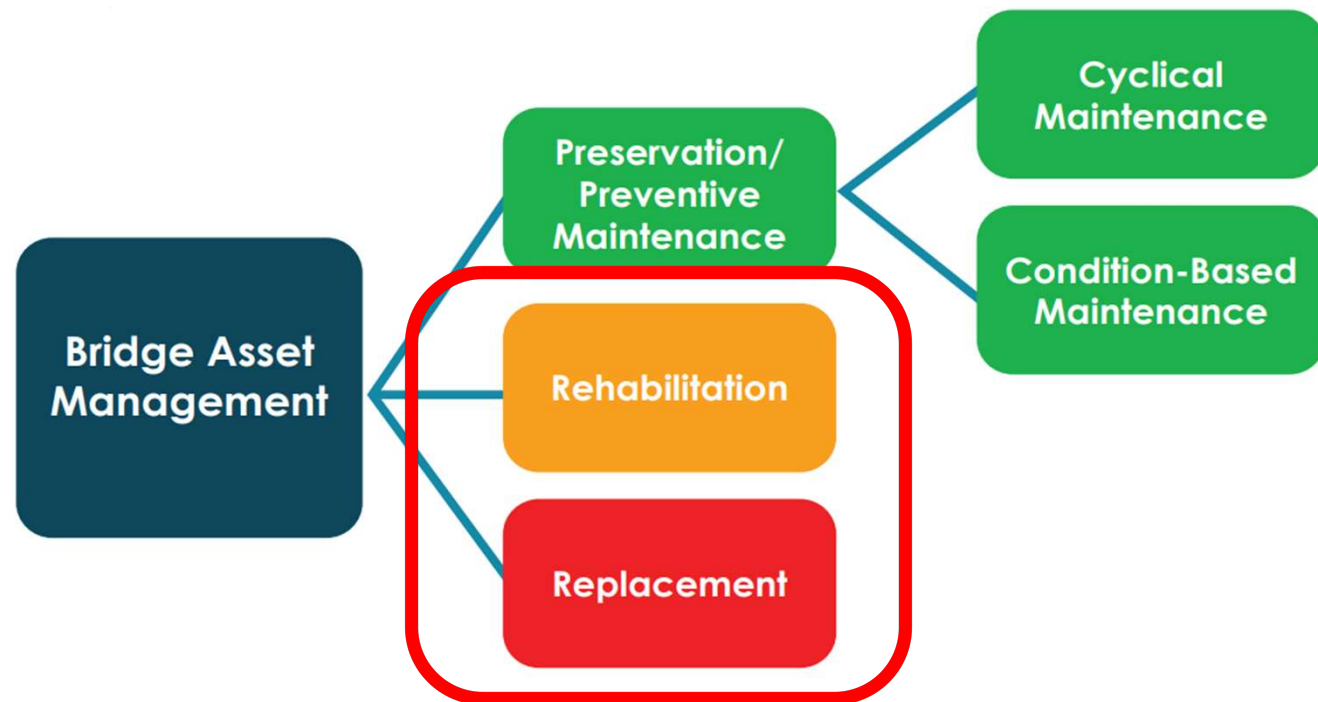 Bridge Asset
Management
Preservation/
Preventive
Maintenance
Rehabilitation
Replacement
Cyclical
Maintenance
Condition-Based
Maintenance